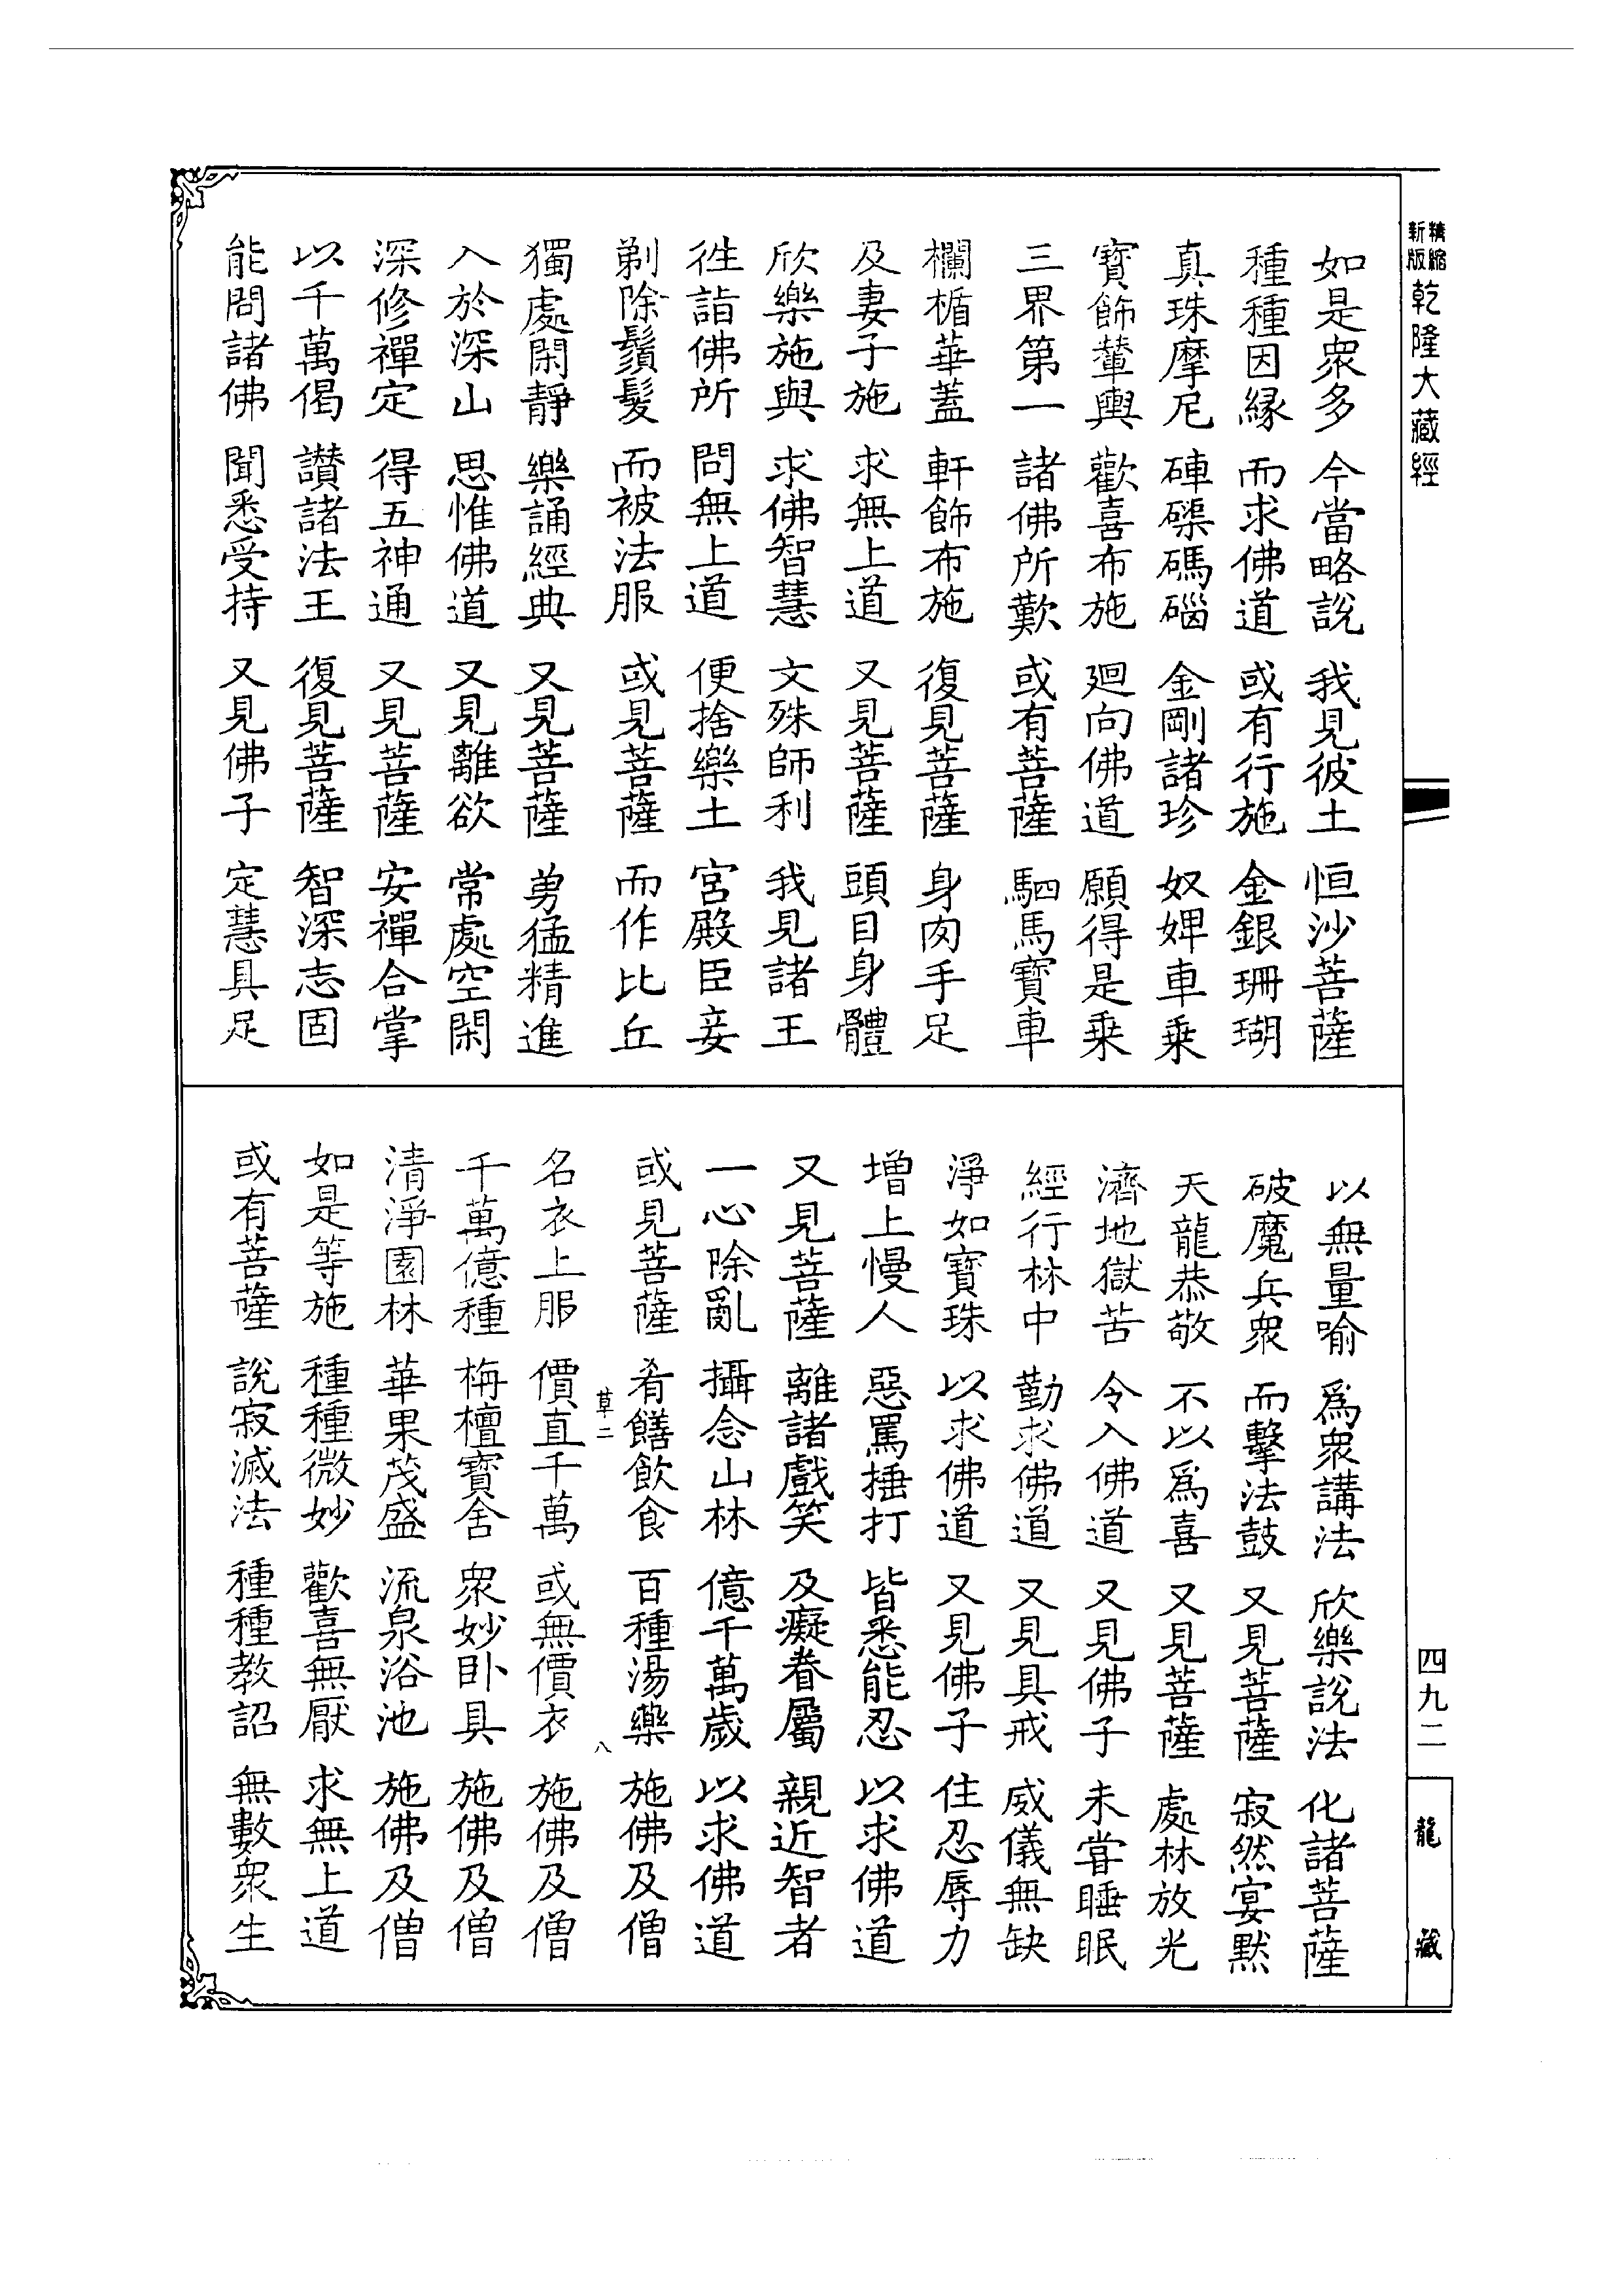 新版精縮乾隆大藏經
如是衆多　今當略說　我見彼土　恒沙菩薩
種種因緣　而求佛道　或有行施　金銀珊瑚
真珠摩尼　硨磲碼碯　金剛諸珍　奴婢車乘
寳飾輦輿　歡喜布施　廻向佛道　願得是乘
三界第一　諸佛所歎　或有菩薩　駟馬寳車
欄楯華蓋　軒飾布施　復見菩薩　身肉手足
及妻子施　求無上道　又見菩薩　頭目身體
欣樂施與　求佛智慧　文殊師利　我見諸王
徃詣佛所　問無上道　便捨樂土　宮殿臣妾
剃除鬚髮　而被法服　或見菩薩　而作比丘
獨處閑靜　樂誦經典　又見菩薩　勇猛精進
入於深山　思惟佛道　又見離欲　常處空閑
深修禪定　得五神通　又見菩薩　安禪合掌
以千萬偈　讃諸法王　復見菩薩　智深志固
能問諸佛　聞悉受持　又見佛子　定慧具足
以無量喻　爲衆講法　欣樂說法　化諸菩薩
破魔兵衆　而擊法鼓　又見菩薩　寂然宴默
天龍恭敬　不以爲喜　又見菩薩　處林放光
濟地獄苦　令入佛道　又見佛子　未甞睡眠
經行林中　勤求佛道　又見具戒　威儀無缺
淨如寳珠　以求佛道　又見佛子　住忍辱力
增上慢人　惡罵捶打　皆悉能忍　以求佛道
又見菩薩　離諸戲笑　及癡眷屬　親近智者
一心除亂　攝念山林　億千萬歲　以求佛道
或見菩薩　肴饍飲食　百種湯藥　施佛及僧
草二　八
名衣上服　價直千萬　或無價衣　施佛及僧
千萬億種　栴檀寳舍　衆妙卧具　施佛及僧
清淨園林　華果茂盛　流泉浴池　施佛及僧
如是等施　種種微妙　歡喜無厭　求無上道
或有菩薩　說寂滅法　種種教詔　無數衆生
四九二
龍藏